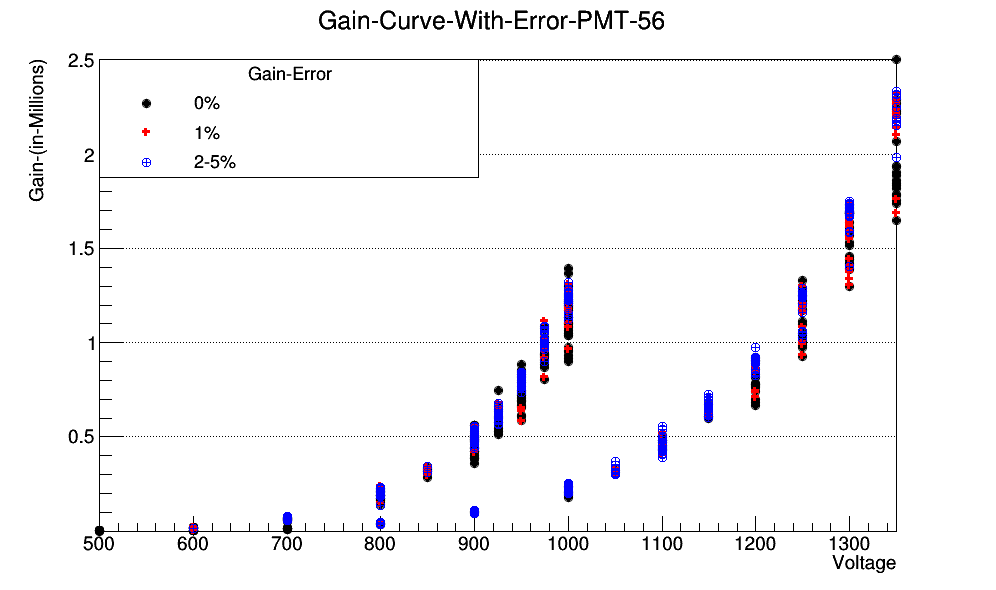 Gain-Curve-With-Error-PMT-56
Gain-(in-Millions)
2.5
2
1.5
1
0.5
Gain-Error
0%
1%
2-5%
500 600 700 800 900 1000 1100 1200 1300
Voltage